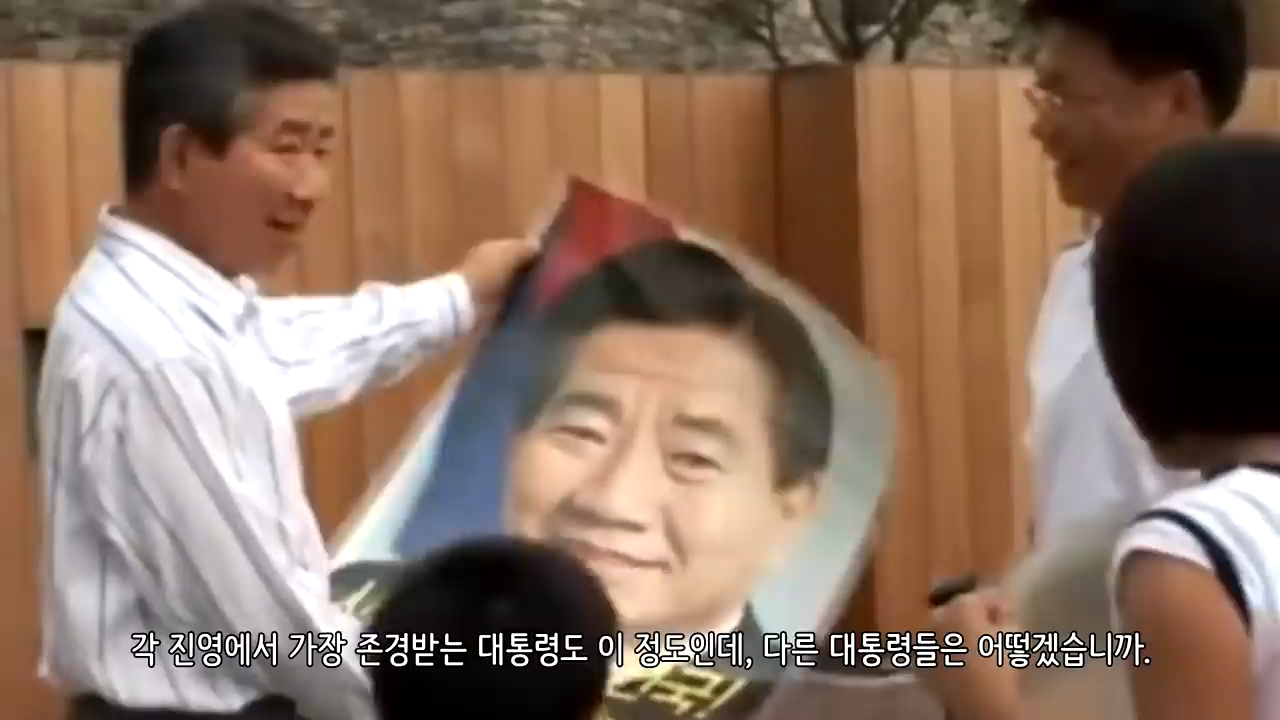 각 진영에서 가장 존경받는 대통령도 이 정도인데, 다른 대통령들은 어떻겠습니까.